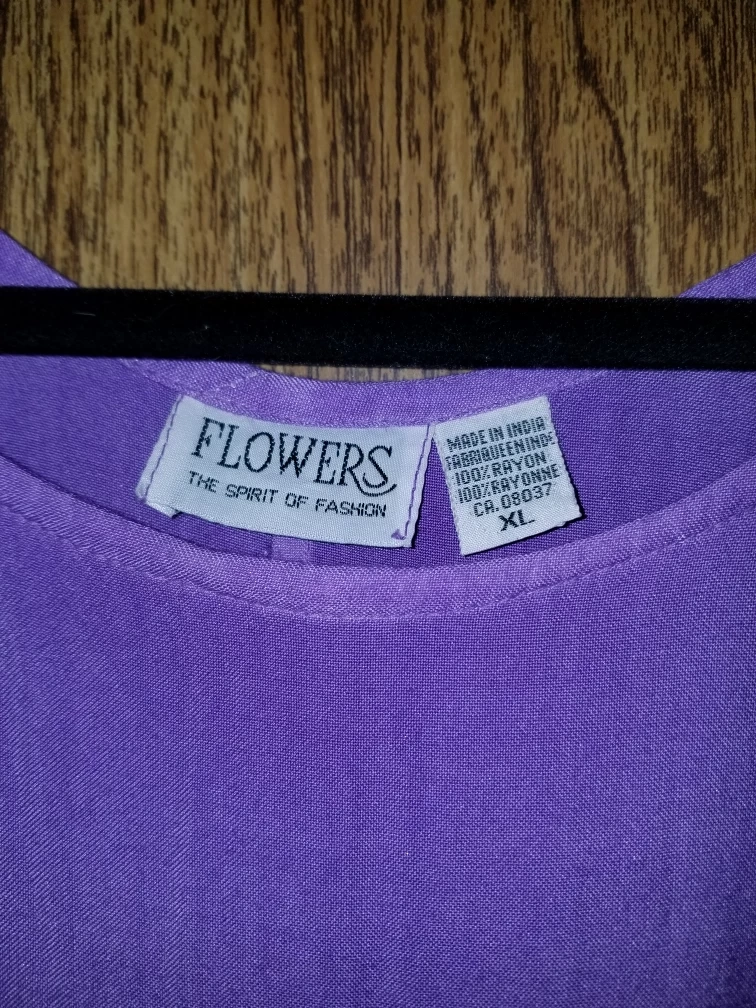 FLOWERS
THE SPIRIT OF FASHION
MADE IN INDIA
FABRIQUE EN INDE
100% RAYON
100% RAYONNE
CA. 08037
XL